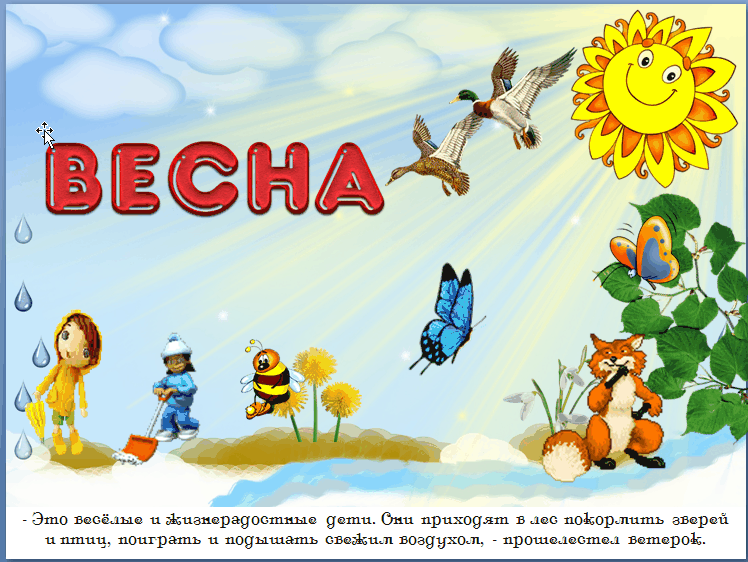 ВЕСНА
- Это весёлые и жизнерадостные дети. Они приходят в лес покормить зверей
и птиц, поиграть и подышать свежим воздухом, - прошелестел ветерок.